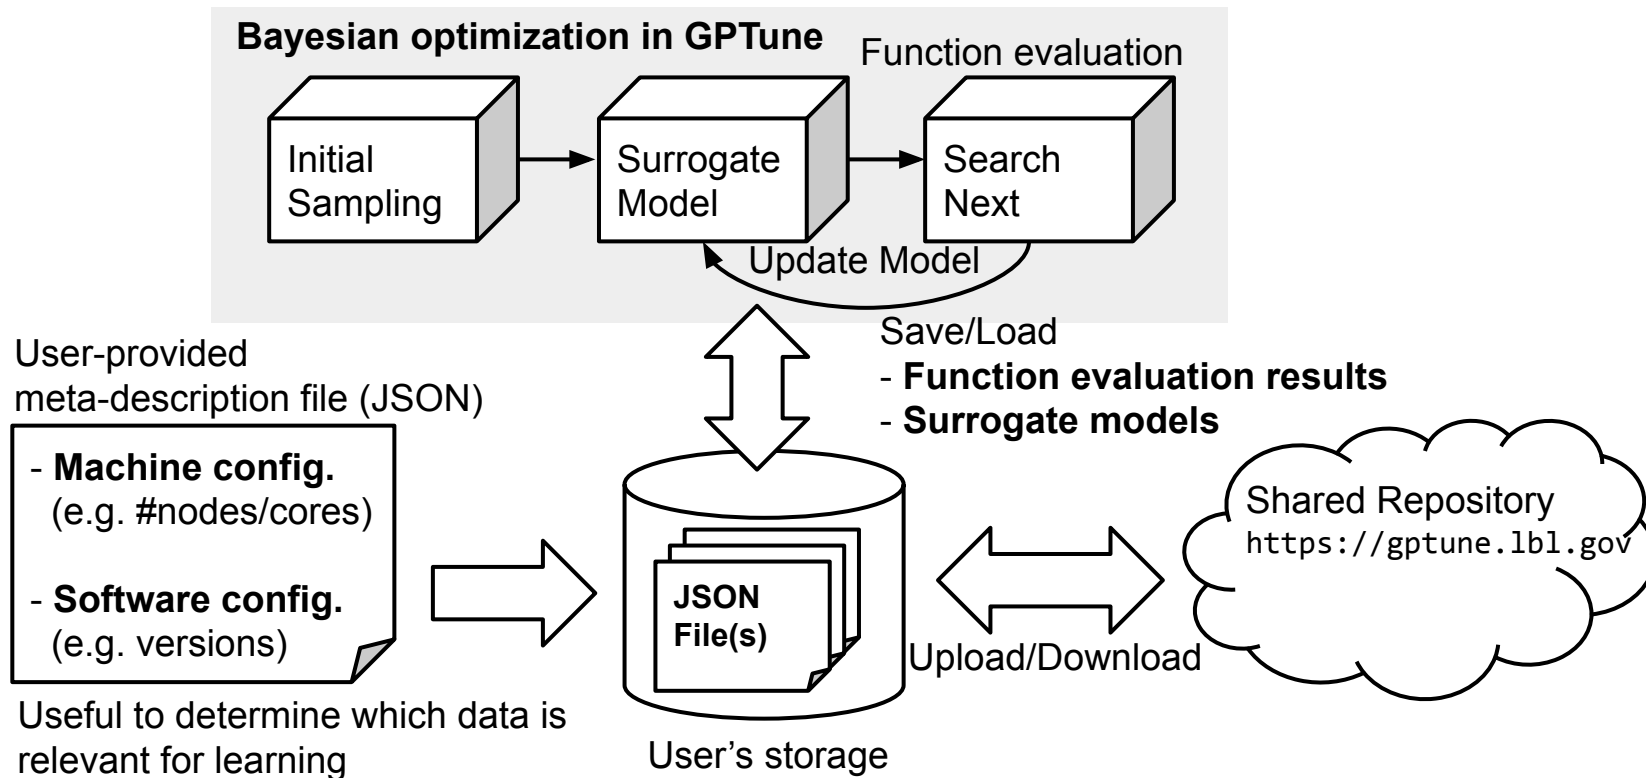 Bayesian optimization in GPTune
Function evaluation
Initial
Sampling
Surrogate
Model
Search
Next
Update Model
Save/Load
- Function evaluation results
- Surrogate models
User-provided
meta-description file (JSON)
- Machine config.
(e.g. #nodes/cores)
- Software config.
(e.g. versions)
Useful to determine which data is
relevant for learning
JSON
File(s)
User’s storage
Upload/Download
Shared Repository
https://gptune.lbl.gov